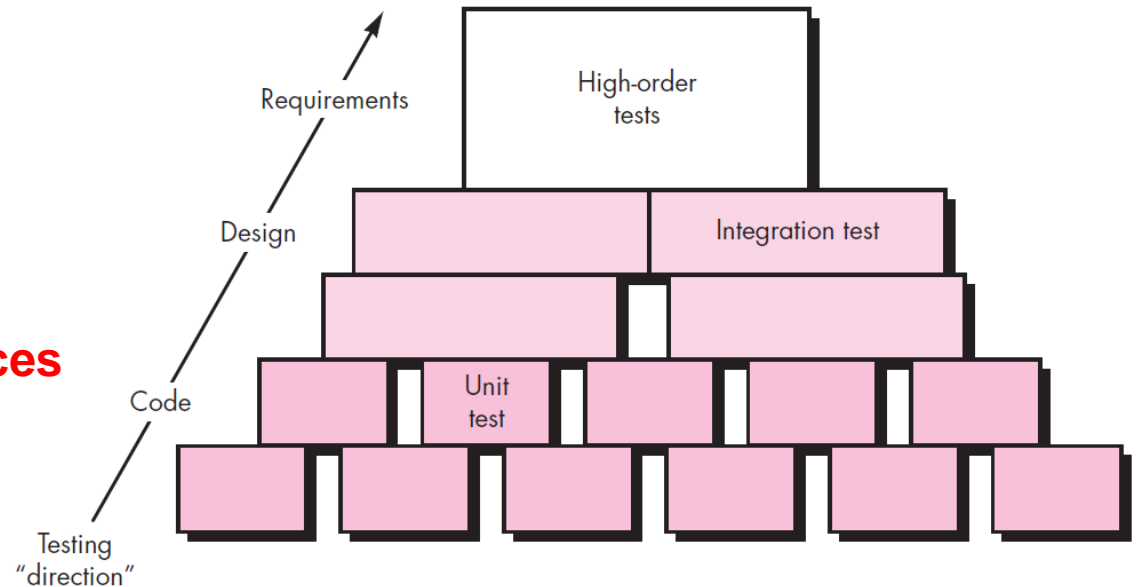 High-order
tests
Requirements
Design
Integration test
ces
Unit
test
Code
Testing
“direction”